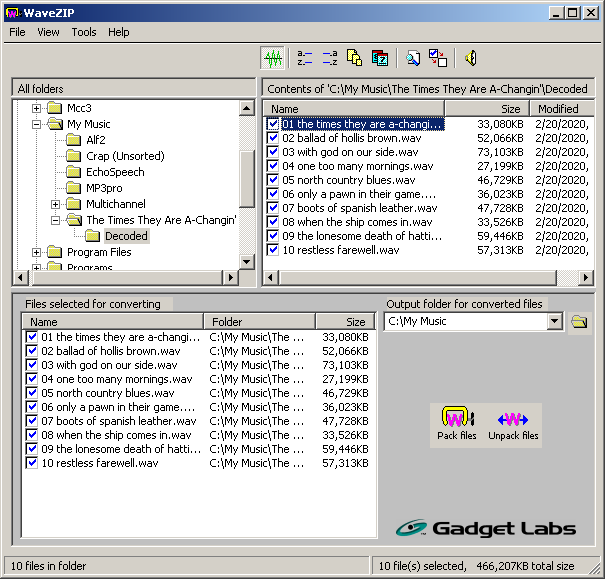 WaveZIP
File View Tools Help
a.— —.a
z.— —.z
All folders
Mcc3
My Music
Alf2
Crap (Unsorted)
EchoSpeech
MP3pro
Multichannel
The Times They Are A-Changin'
Decoded
Program Files
Programs
Contents of 'C:\My Music\The Times They Are A-Changin'\Decoded
Name Size Modified
01 the times they are a-changi... 33,080KB 2/20/2020,
02 ballad of hollis brown.wav 52,066KB 2/20/2020,
03 with god on our side.wav 73,103KB 2/20/2020,
04 one too many mornings.wav 27,199KB 2/20/2020,
05 north country blues.wav 46,729KB 2/20/2020,
06 only a pawn in their game.... 36,023KB 2/20/2020,
07 boots of spanish leather.wav 47,728KB 2/20/2020,
08 when the ship comes in.wav 33,526KB 2/20/2020,
09 the lonesome death of hatti... 59,446KB 2/20/2020,
10 restless farewell.wav 57,313KB 2/20/2020,
Files selected for converting
Name Folder Size
01 the times they are a-changi... C:\My Music\The ... 33,080KB
02 ballad of hollis brown.wav C:\My Music\The ... 52,066KB
03 with god on our side.wav C:\My Music\The ... 73,103KB
04 one too many mornings.wav C:\My Music\The ... 27,199KB
05 north country blues.wav C:\My Music\The ... 46,729KB
06 only a pawn in their game.... C:\My Music\The ... 36,023KB
07 boots of spanish leather.wav C:\My Music\The ... 47,728KB
08 when the ship comes in.wav C:\My Music\The ... 33,526KB
09 the lonesome death of hatti... C:\My Music\The ... 59,446KB
10 restless farewell.wav C:\My Music\The ... 57,313KB
Output folder for converted files
C:\My Music
Pack files Unpack files
Gadget Labs
10 files in folder
10 file(s) selected, 466,207KB total size